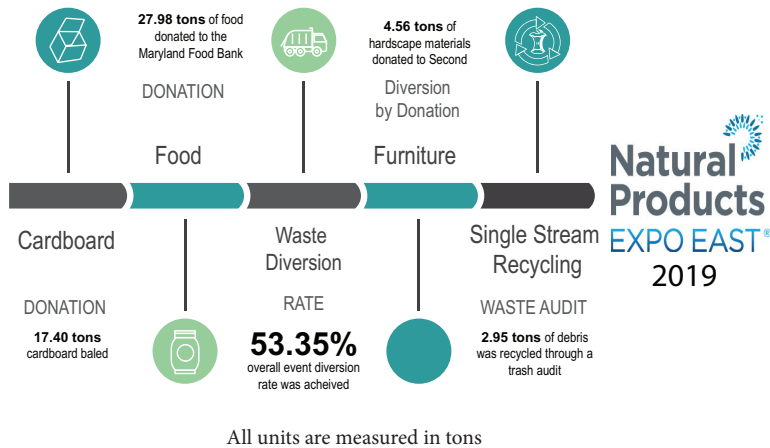 27.98 tons of food
donated to the
Maryland Food Bank
DONATION
Food
4.56 tons of
hardscape materials
donated to Second
Diversion
by Donation
Furniture
Cardboard
DONATION
17.40 tons
cardboard baled
Waste
Diversion
RATE
53.35%
overall event diversion
rate was acheived
Single Stream
Recycling
WASTE AUDIT
2.95 tons of debris
was recycled through a
trash audit
Natural
Products
EXPO EAST®
2019
All units are measured in tons